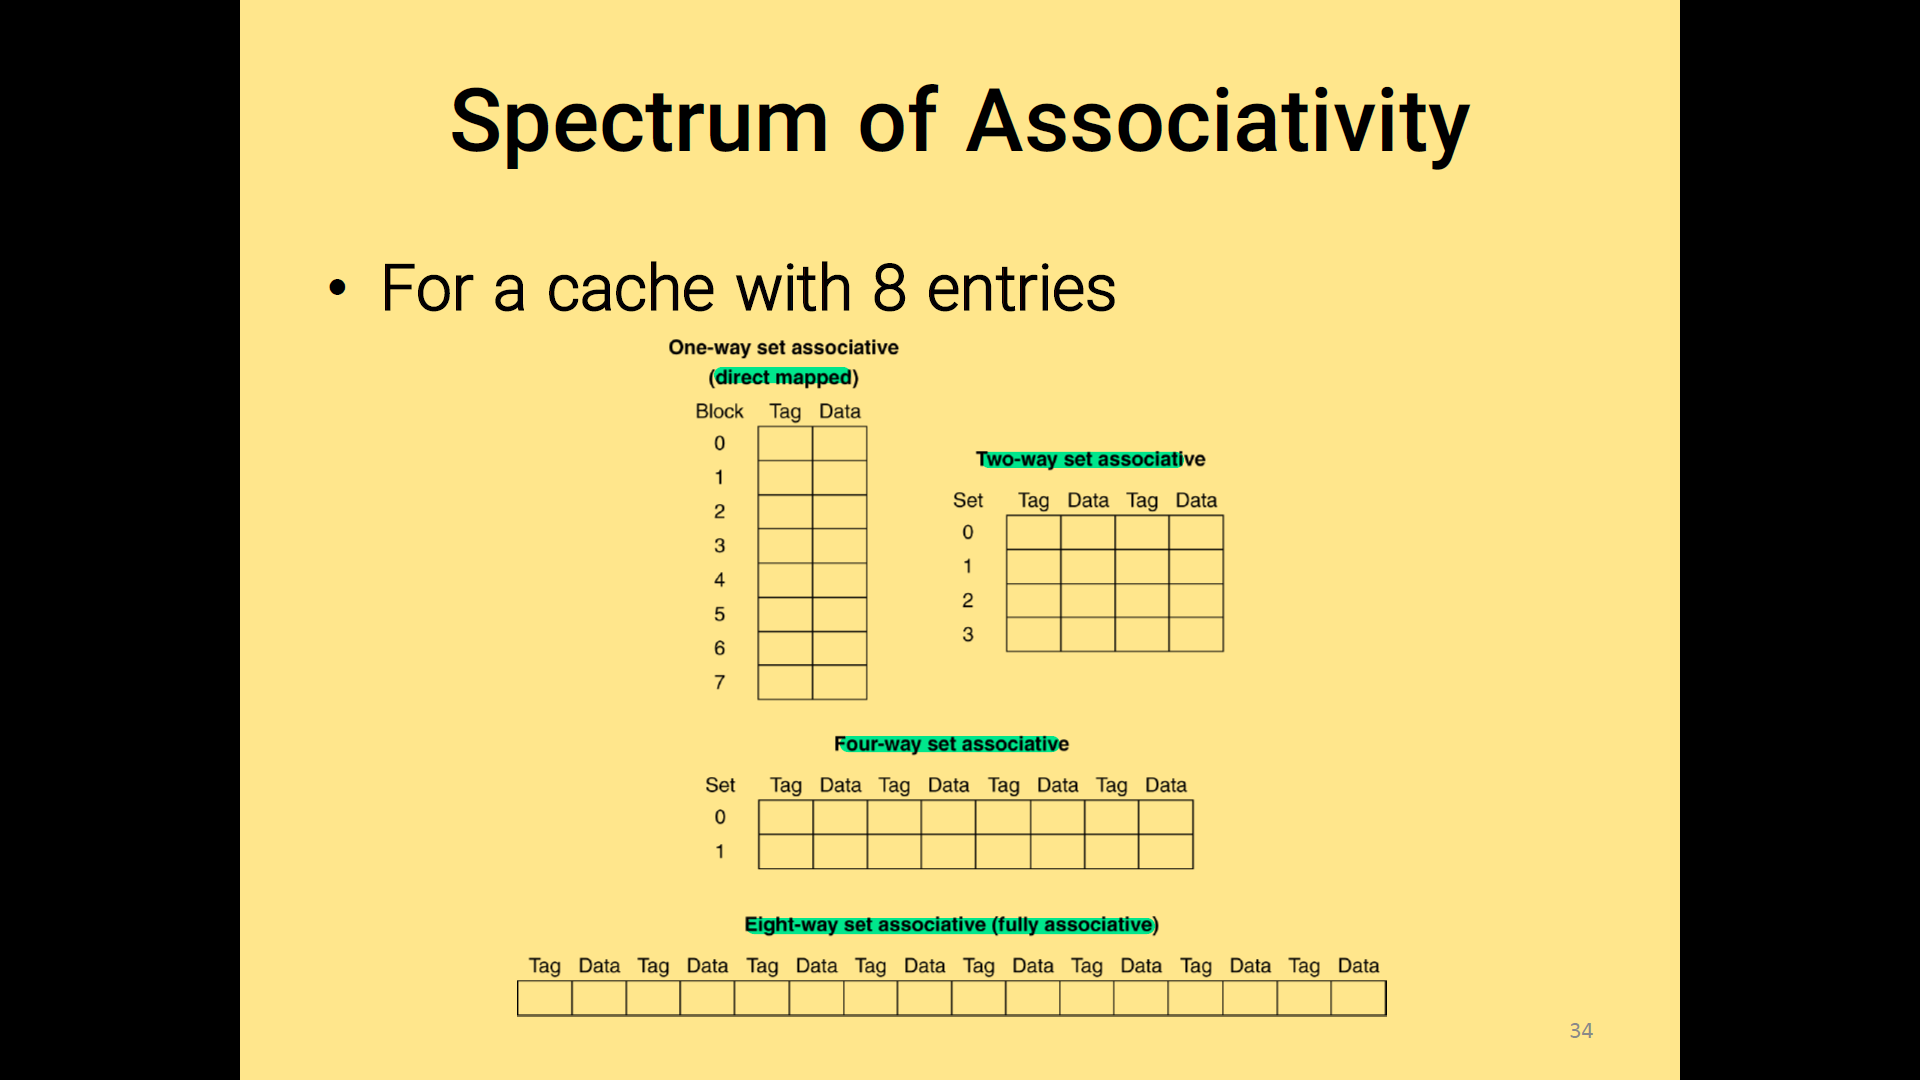 Spectrum of Associativity
• For a cache with 8 entries
One-way set associative
(direct mapped)
Block Tag Data
0
1
2
3
4
5
6
7
Two-way set associative
Set Tag Data Tag Data
0
1
2
3
Four-way set associative
Set Tag Data Tag Data Tag Data Tag Data
0
1
Eight-way set associative (fully associative)
Tag Data Tag Data Tag Data Tag Data Tag Data Tag Data Tag Data Tag Data
34